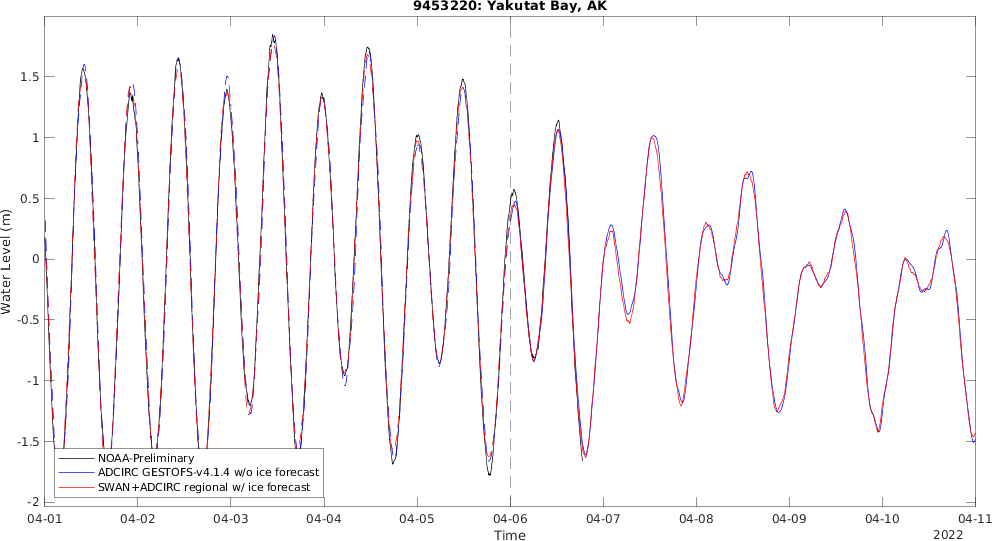 9453220: Yakutat Bay, AK
Water Level (m)
1.5
1
0.5
0
-0.5
-1
-1.5
-2
NOAA-Preliminary
ADCIRC GESTOFS-v4.1.4 w/o ice forecast
SWAN+ADCIRC regional w/ ice forecast
04-01 04-02 04-03 04-04 04-05 04-06 04-07 04-08 04-09 04-10 04-11
Time
2022